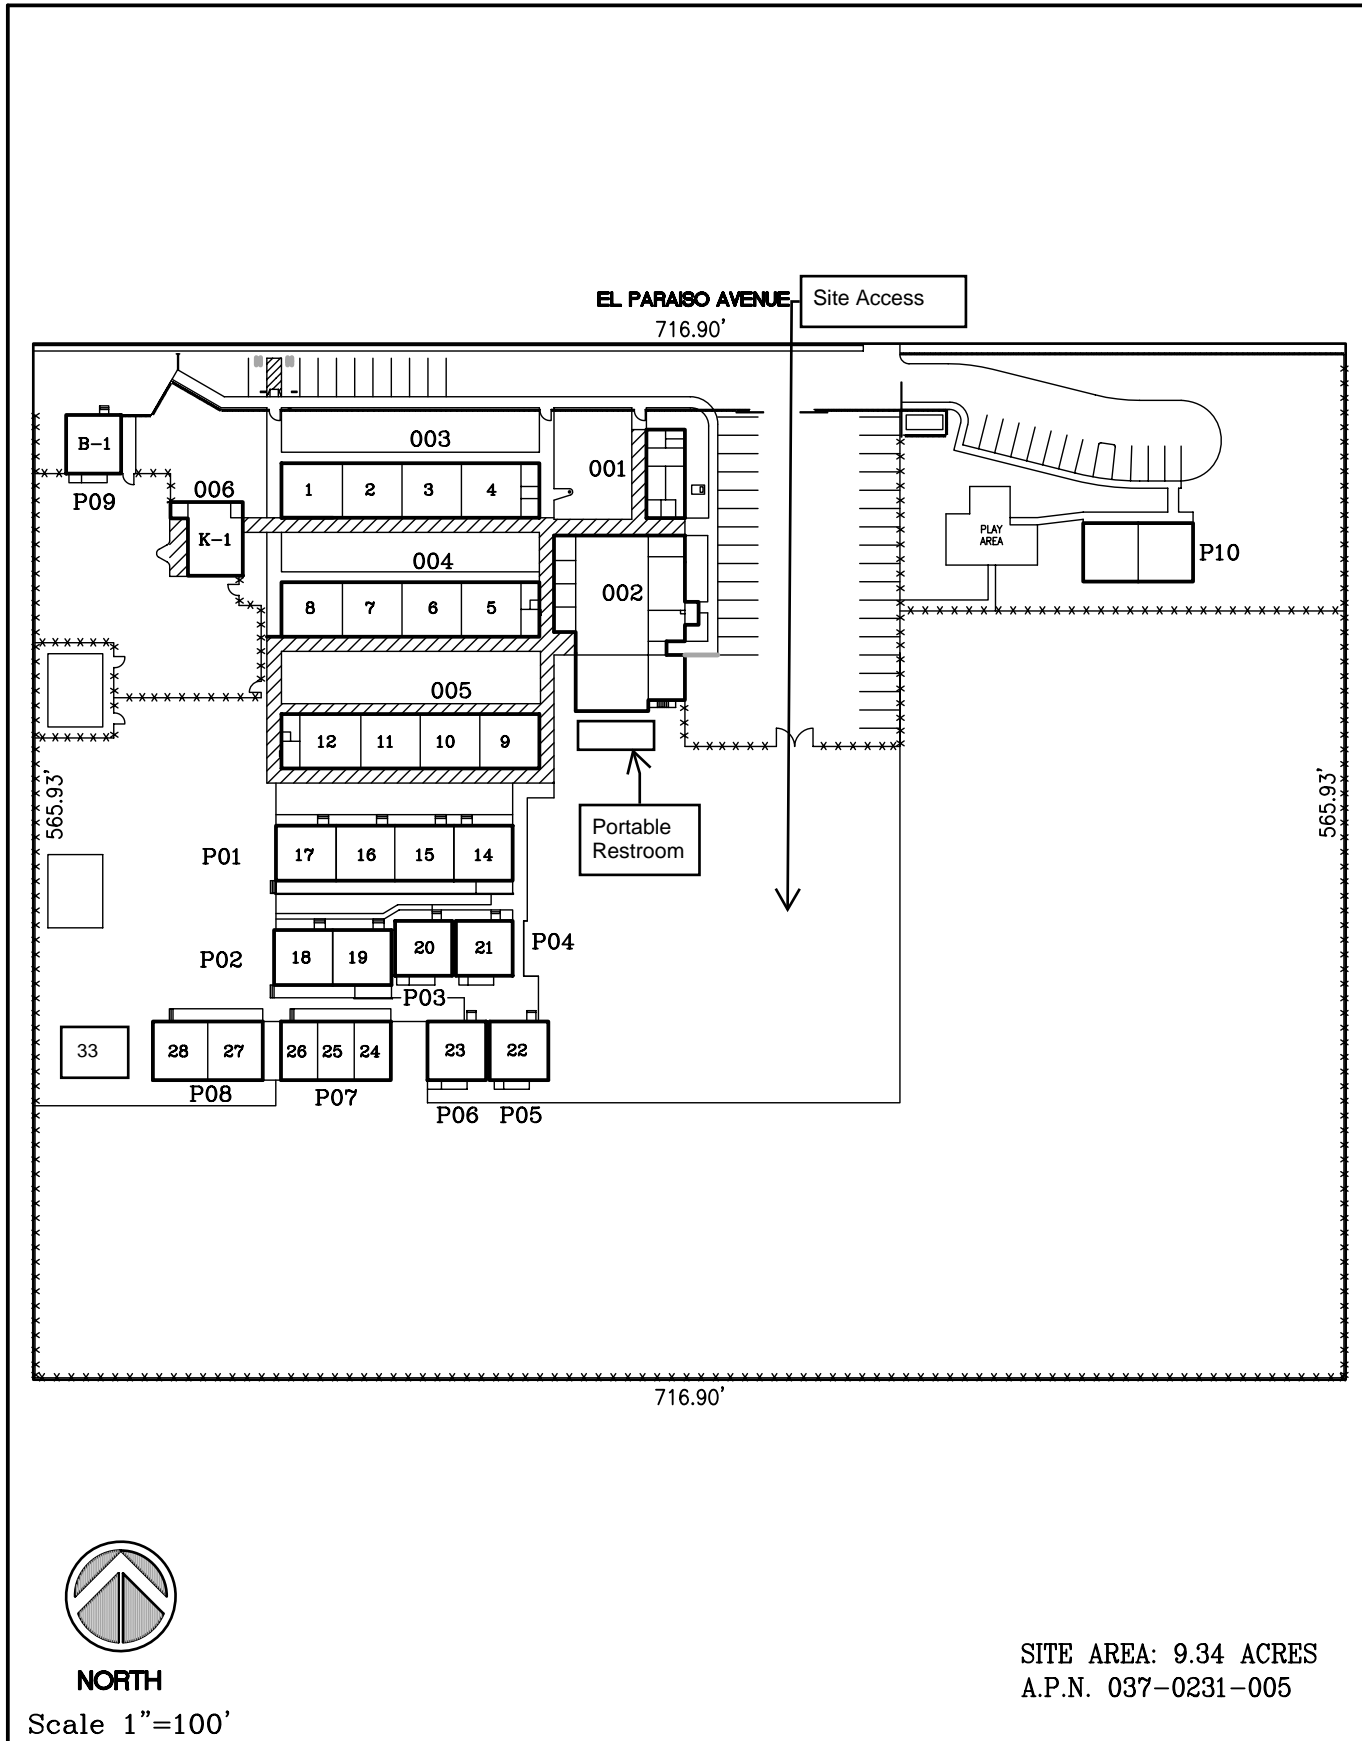 EL PARAISO AVENUE
Site Access
716.90'
003
B-1
001
1 2 3 4
006
P09
K-1
PLAY
AREA
P10
004
002
8 7 6 5
005
12 11 10 9
565.93'
565.93'
Portable
Restroom
P01
17 16 15 14
P02
18 19 20 21
P04
P03
33
28 27 26 25 24 23 22
P08
P07
P06 P05
716.90'
NORTH
Scale 1"=100'
SITE AREA: 9.34 ACRES
A.P.N. 037-0231-005